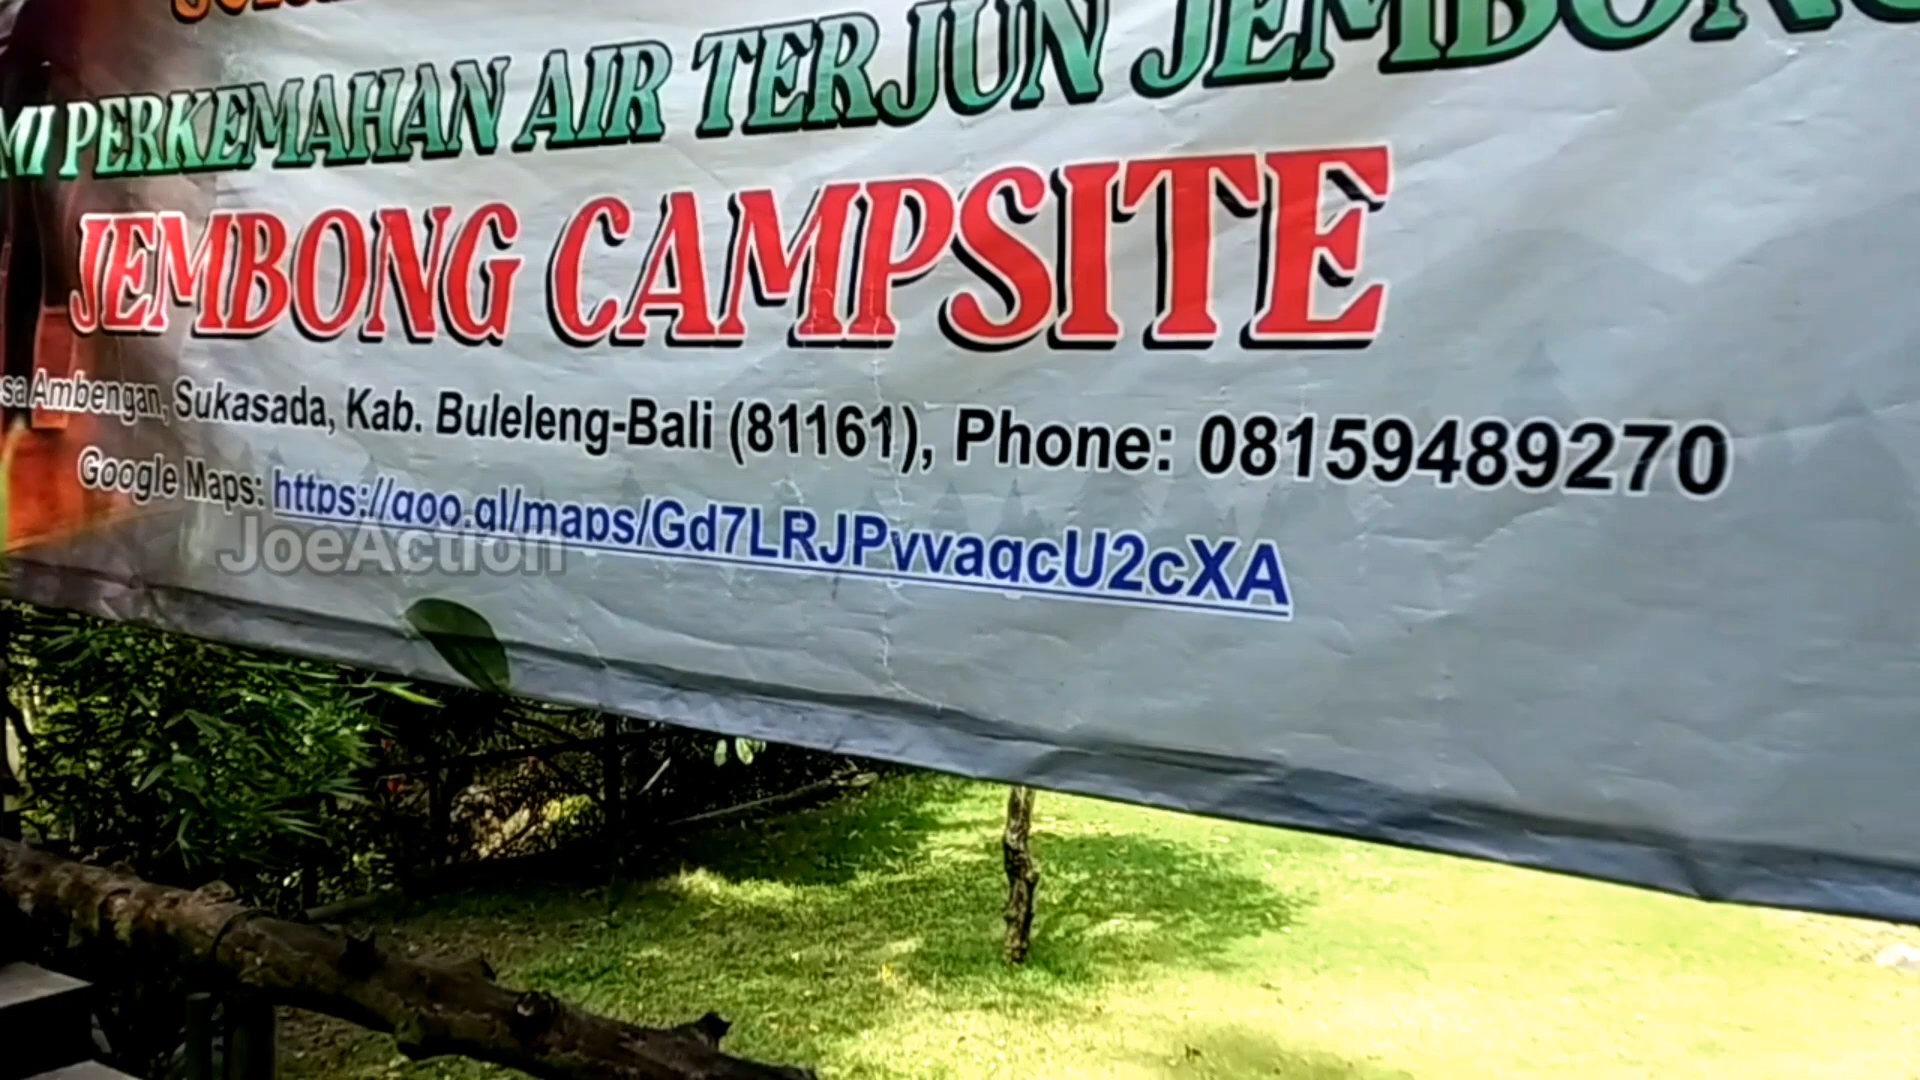 MI PERKEMAHAN AIR TERJUN JEMBONG
JEMBONG CAMPSITE
sa Ambengan, Sukasada, Kab. Buleleng-Bali (81161), Phone: 08159489270
Google Maps: https://goo.gl/maps/Gd7LRJPvvaqcU2cXA
JoeAction